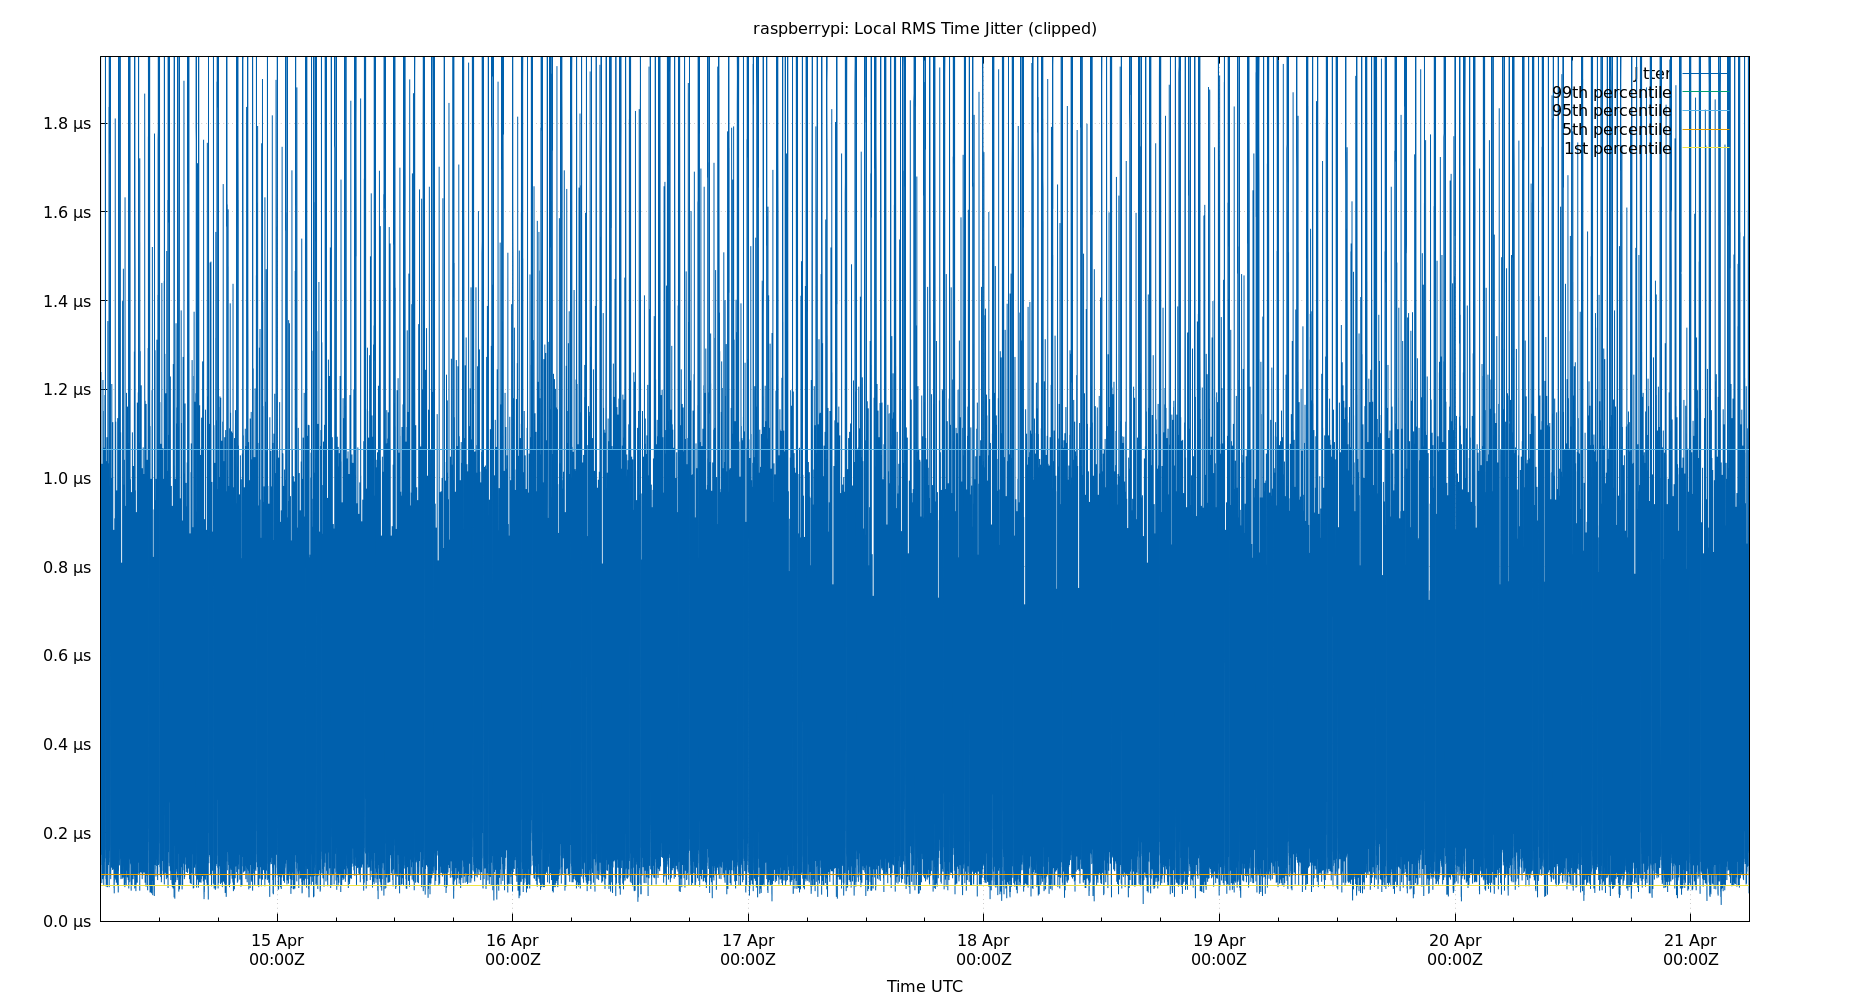 raspberrypi: Local RMS Time Jitter (clipped)
jitter
99th percentile
95th percentile
5th percentile
1st percentile
1.8 µs
1.6 µs
1.4 µs
1.2 µs
1.0 µs
0.8 µs
0.6 µs
0.4 µs
0.2 µs
0.0 µs
15 Apr 16 Apr 17 Apr 18 Apr 19 Apr 20 Apr 21 Apr
00:00Z 00:00Z 00:00Z 00:00Z 00:00Z 00:00Z 00:00Z
Time UTC